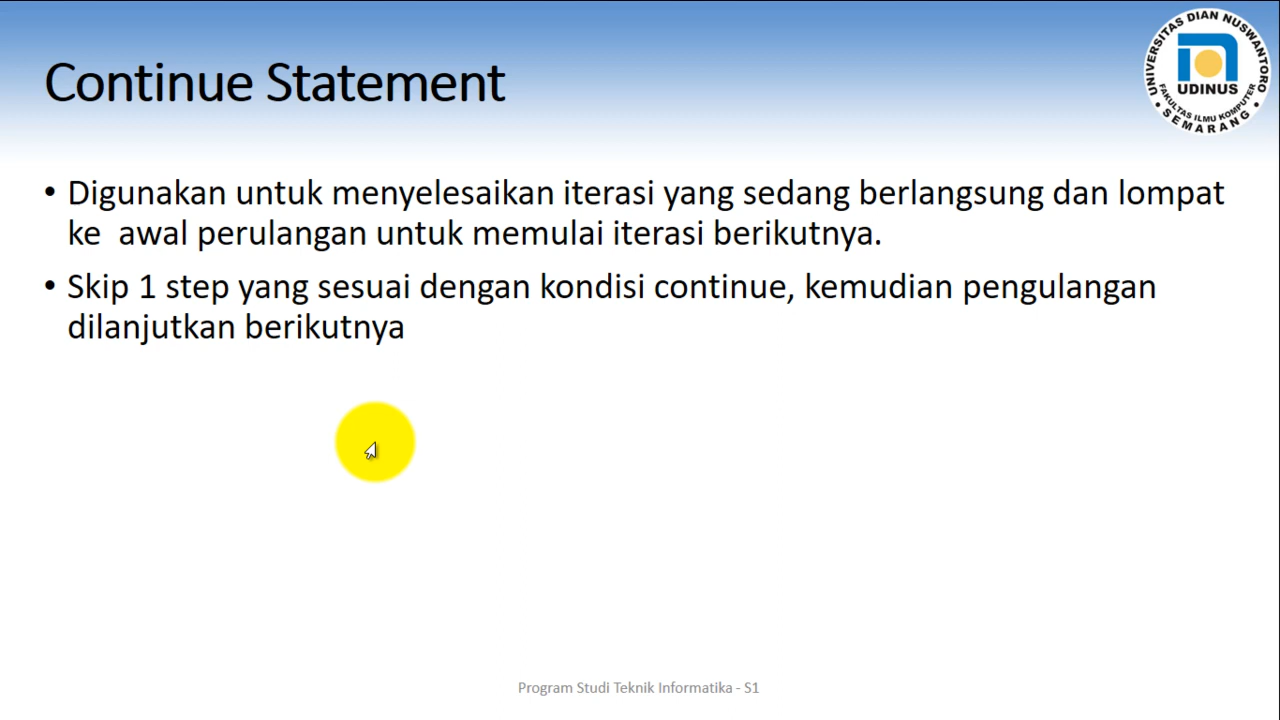 Continue Statement
UNIVERSITAS DIAN NUSWANTORO
UDINUS
FAKULTAS ILMU KOMPUTER
• SEMARANG •
• Digunakan untuk menyelesaikan iterasi yang sedang berlangsung dan lompat
ke  awal perulangan untuk memulai iterasi berikutnya.
• Skip 1 step yang sesuai dengan kondisi continue, kemudian pengulangan
dilanjutkan berikutnya
Program Studi Teknik Informatika - S1